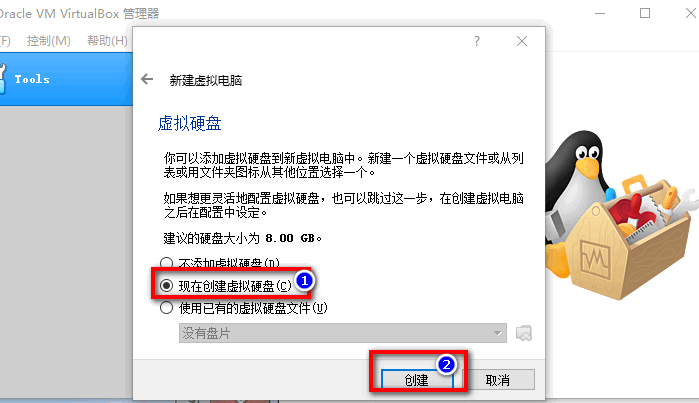 Oracle VM VirtualBox 管理器
(F) 控制(M) 帮助(H)
Tools
?
新建虚拟电脑
虚拟硬盘
你可以添加虚拟硬盘到新虚拟电脑中。新建一个虚拟硬盘文件或从列
表或用文件夹图标从其他位置选择一个。
如果想更灵活地配置虚拟硬盘，也可以跳过这一步，在创建虚拟电脑
之后在配置中设定。
建议的硬盘大小为 8.00 GB。
不添加虚拟硬盘(D)
现在创建虚拟硬盘(C) 1
使用已有的虚拟硬盘文件(U)
没有盘片
2
创建 取消